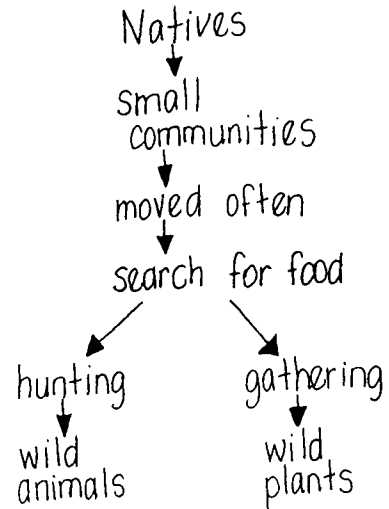 Natives
small
communities
moved often
search for food
hunting
gathering
wild
animals
wild
plants